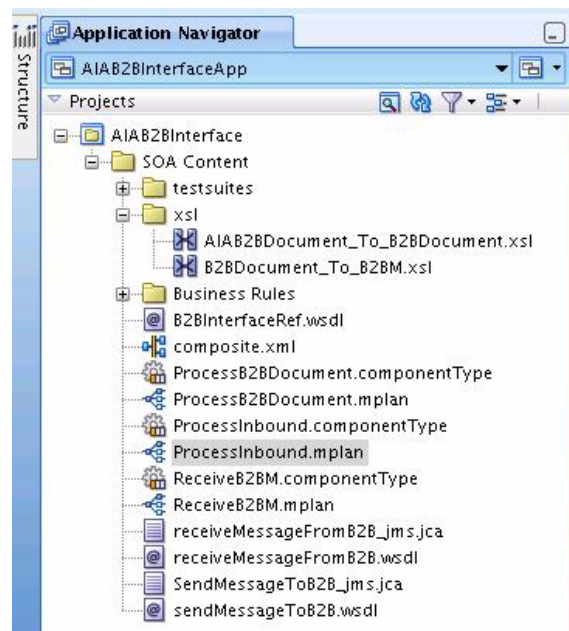 Structure
Application Navigator
AIAB2BInterfaceApp
Projects
AIAB2BInterface
SOA Content
testsuites
xsl
AIAB2BDocument_To_B2BDocument.xsl
B2BDocument_To_B2BM.xsl
Business Rules
B2BInterfaceRef.wsdl
composite.xml
ProcessB2BDocument.componentType
ProcessB2BDocument.mplan
ProcessInbound.componentType
ProcessInbound.mplan
ReceiveB2BM.componentType
ReceiveB2BM.mplan
receiveMessageFromB2B_jms.jca
receiveMessageFromB2B.wsdl
SendMessageToB2B_jms.jca
sendMessageToB2B.wsdl